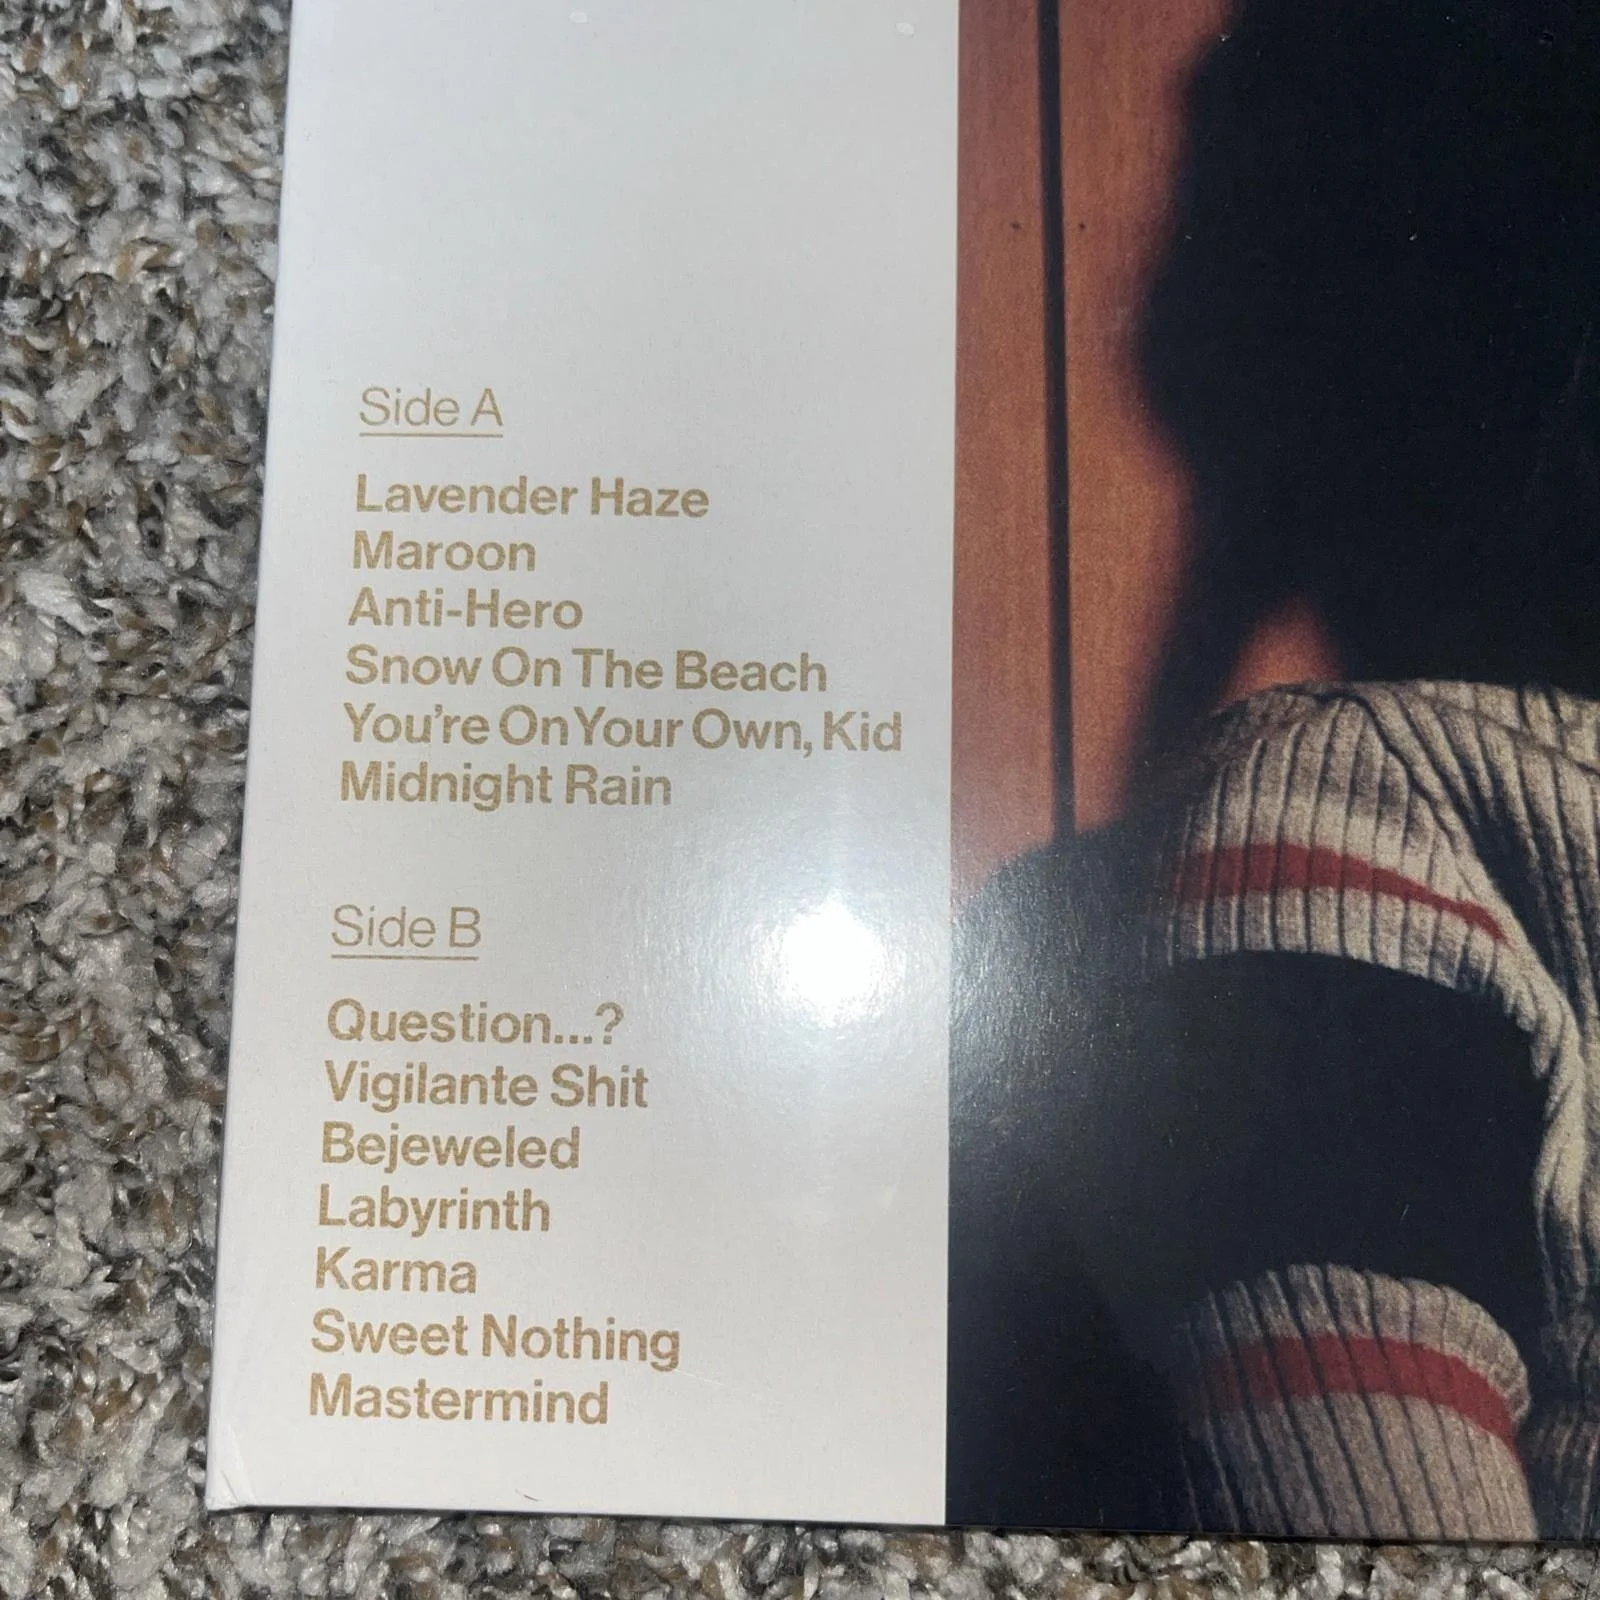 Side A
Lavender Haze
Maroon
Anti-Hero
Snow On The Beach
You're On Your Own, Kid
Midnight Rain
Side B
Question...?
Vigilante Shit
Bejeweled
Labyrinth
Karma
Sweet Nothing
Mastermind